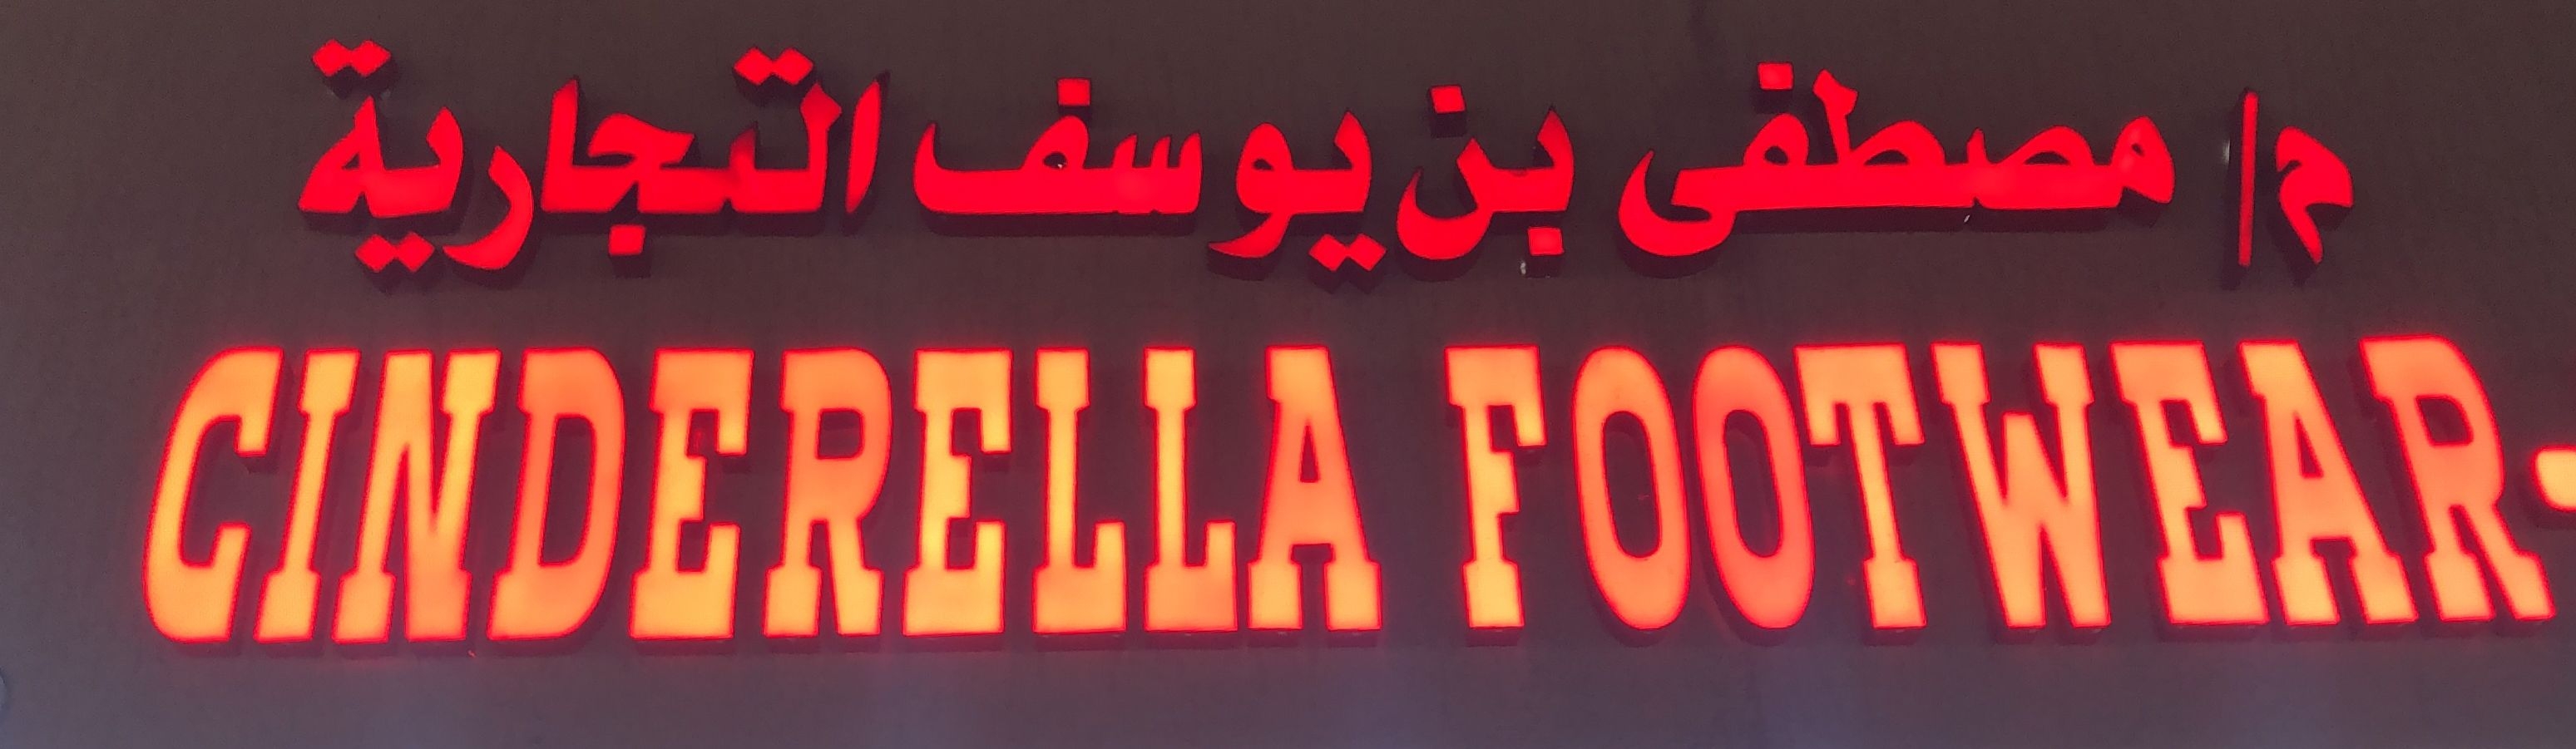 م/ مصطفى بن يوسف التجارية
CINDERELLA FOOTWEAR-